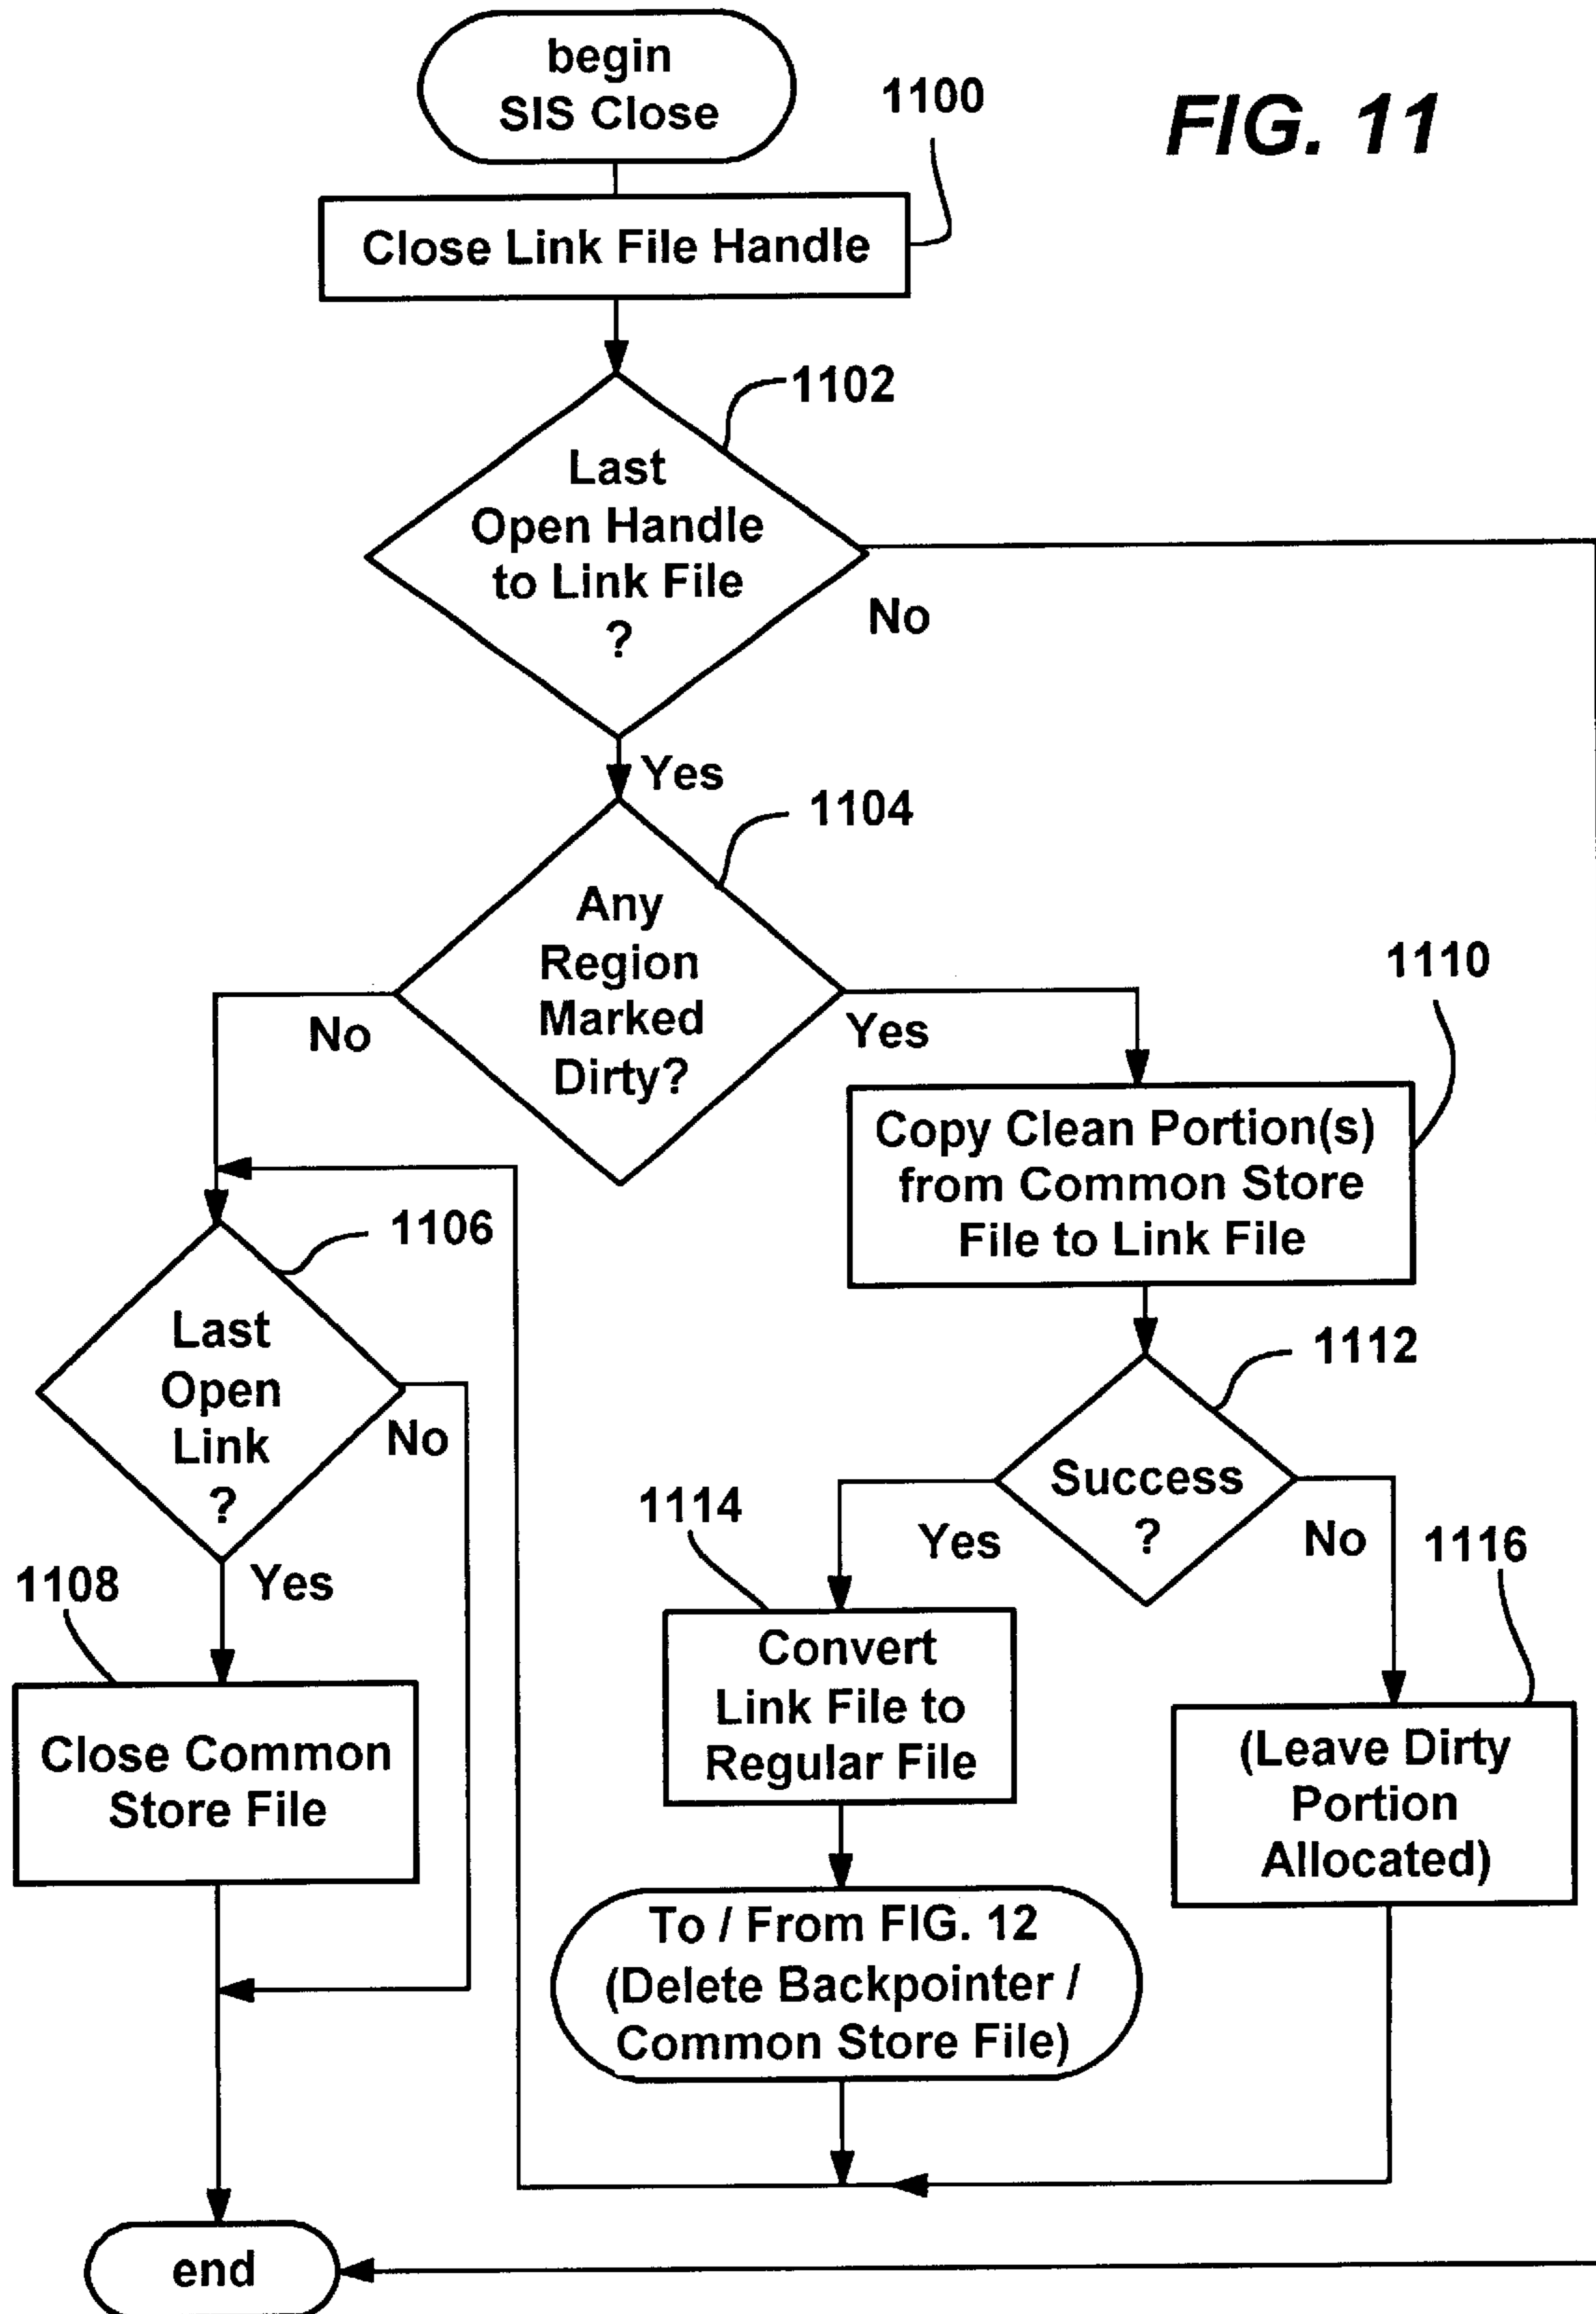 begin
SIS Close
1100
FIG. 11
Close Link File Handle
1102
Last
Open Handle
to Link File
?
No
Yes
1104
Any
Region
Marked
Dirty?
No
Yes
1110
Copy Clean Portion(s)
from Common Store
File to Link File
1106
Last
Open
Link
?
No
Yes
1112
Success
?
Yes
No
1114
1116
1108
Convert
Link File to
Regular File
Close Common
Store File
(Leave Dirty
Portion
Allocated)
To / From FIG. 12
(Delete Backpointer /
Common Store File)
end